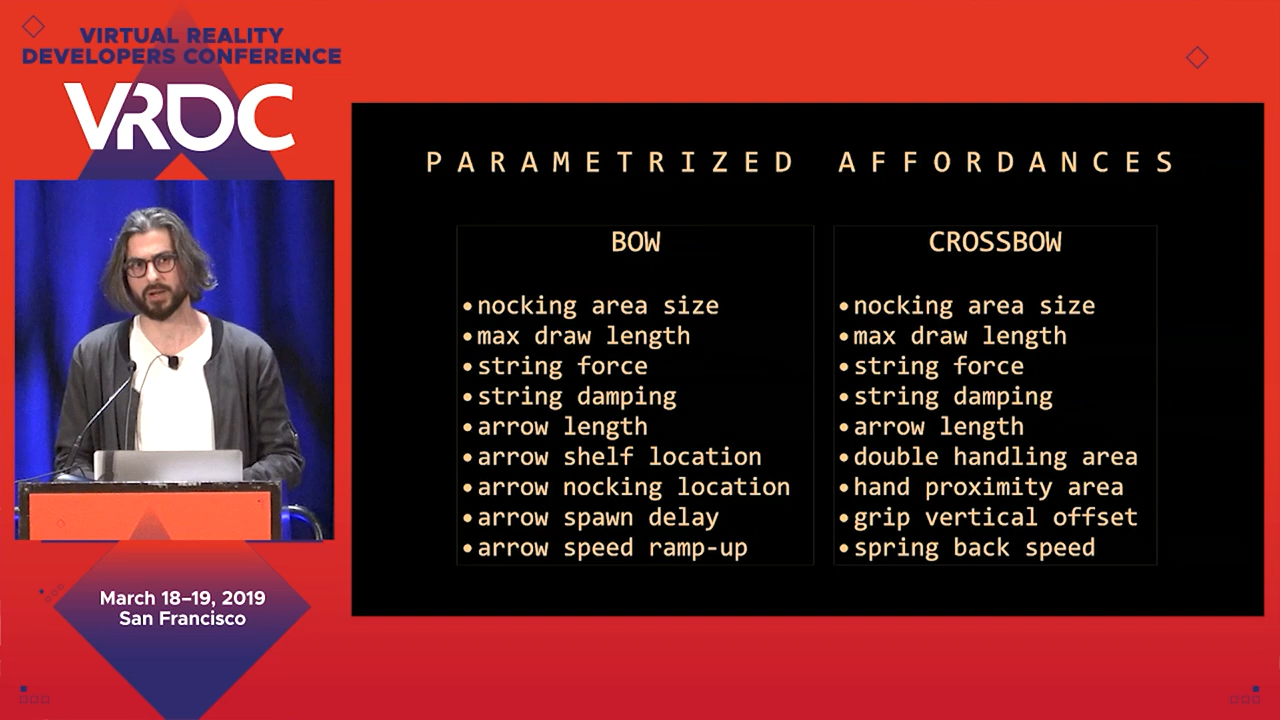 VIRTUAL REALITY
DEVELOPERS CONFERENCE
VRDC
March 18–19, 2019
San Francisco
PARAMETRIZED AFFORDANCES
BOW
•nocking area size
•max draw length
•string force
•string damping
•arrow length
•arrow shelf location
•arrow nocking location
•arrow spawn delay
•arrow speed ramp-up
CROSSBOW
•nocking area size
•max draw length
•string force
•string damping
•arrow length
•double handling area
•hand proximity area
•grip vertical offset
•spring back speed